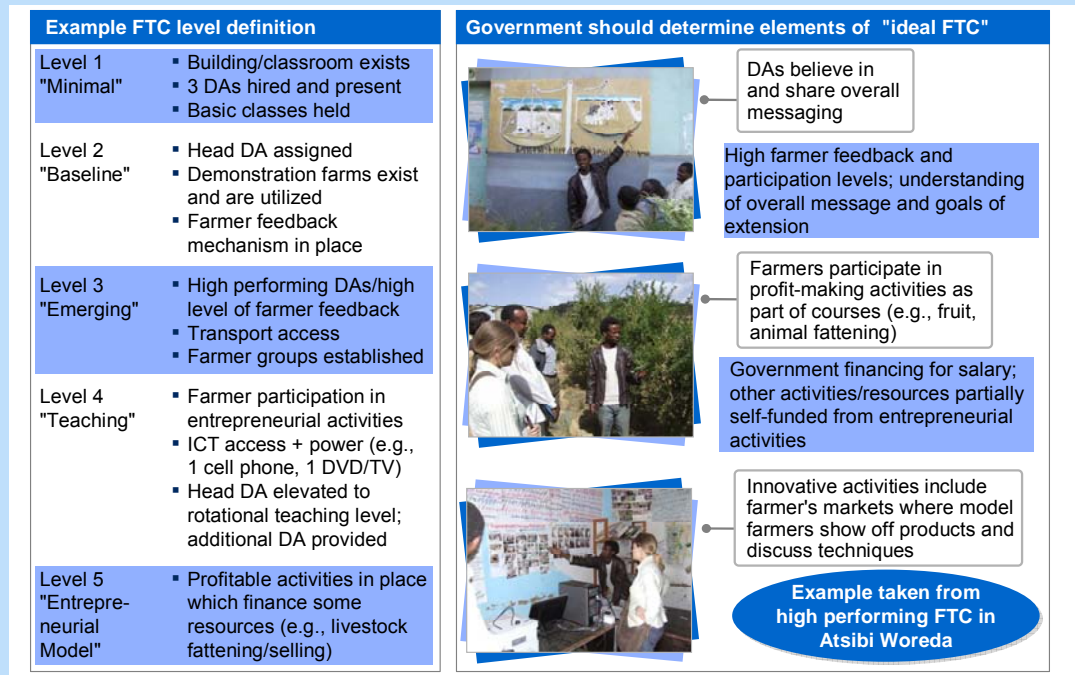 Example FTC level definition
Level 1
"Minimal"
▪ Building/classroom exists
▪ 3 DAs hired and present
▪ Basic classes held
Level 2
"Baseline"
▪ Head DA assigned
▪ Demonstration farms exist
and are utilized
▪ Farmer feedback
mechanism in place
Level 3
"Emerging"
▪ High performing DAs/high
level of farmer feedback
▪ Transport access
▪ Farmer groups established
Level 4
"Teaching"
▪ Farmer participation in
entrepreneurial activities
▪ ICT access + power (e.g.,
1 cell phone, 1 DVD/TV)
▪ Head DA elevated to
rotational teaching level;
additional DA provided
Level 5
"Entrepre-
neurial
Model"
▪ Profitable activities in place
which finance some
resources (e.g., livestock
fattening/selling)
Government should determine elements of "ideal FTC"
DAs believe in
and share overall
messaging
High farmer feedback and
participation levels; understanding
of overall message and goals of
extension
Farmers participate in
profit-making activities as
part of courses (e.g., fruit,
animal fattening)
Government financing for salary;
other activities/resources partially
self-funded from entrepreneurial
activities
Innovative activities include
farmer's markets where model
farmers show off products and
discuss techniques
Example taken from
high performing FTC in
Atsibi Woreda